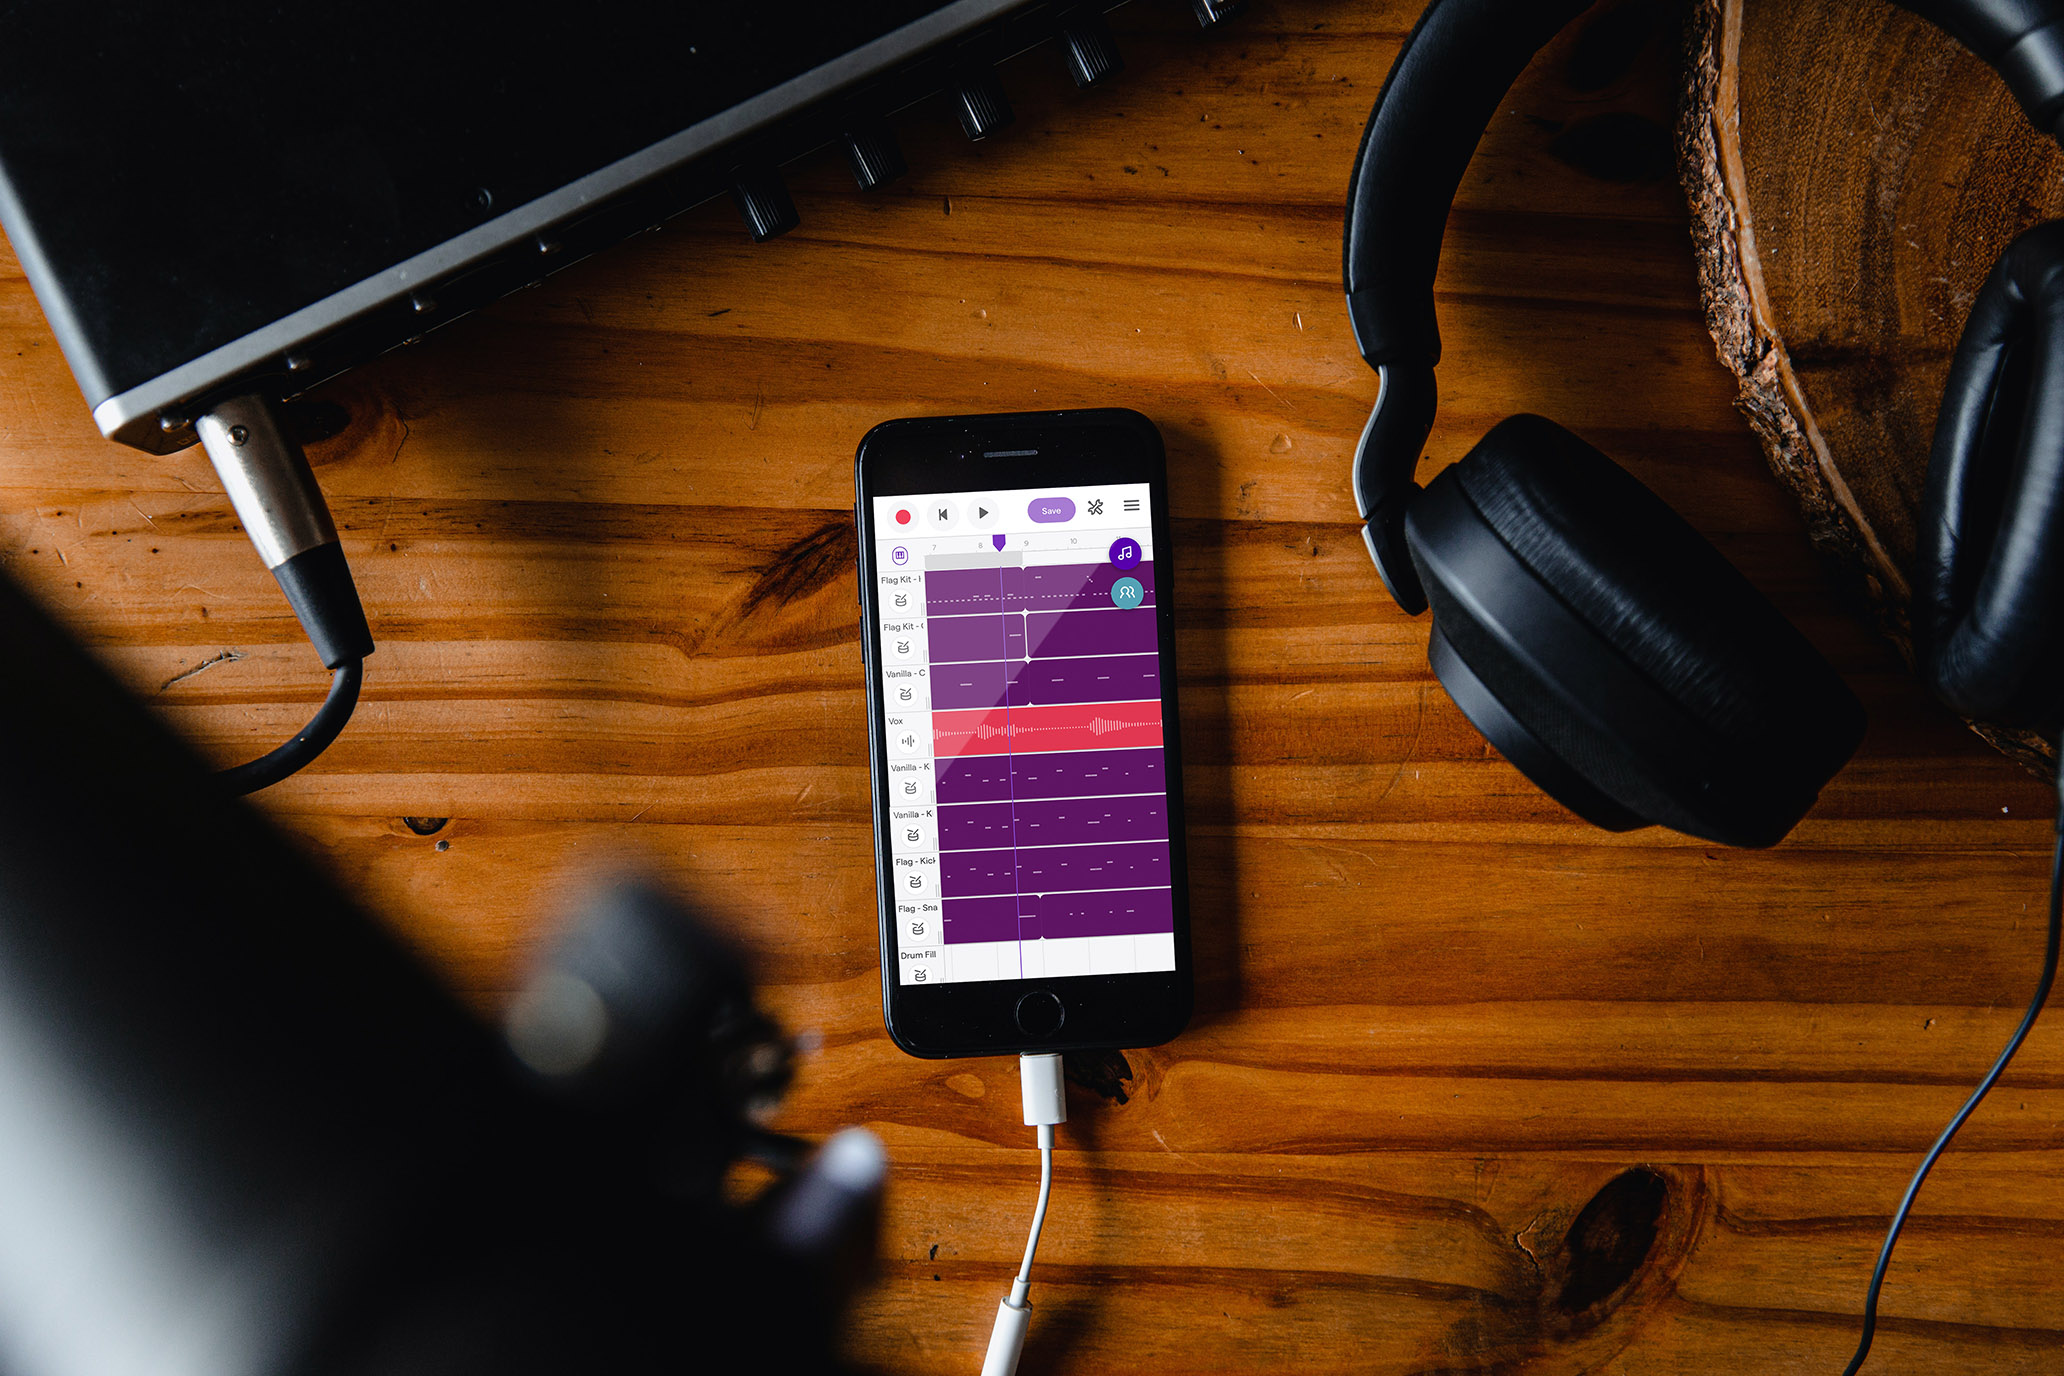 Save
7 8 9 10
Flag Kit -
Flag Kit -
Vanilla - C
Vox
Vanilla - K
Vanilla - K
Flag - Kick
Flag - Sna
Drum Fill